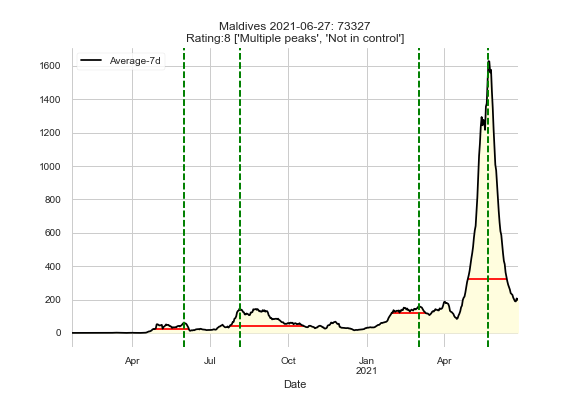 Maldives 2021-06-27: 73327
Rating:8 ['Multiple peaks', 'Not in control']
Average-7d
1600
1400
1200
1000
800
600
400
200
0
Apr
Jul
Oct
Jan
2021
Apr
Date